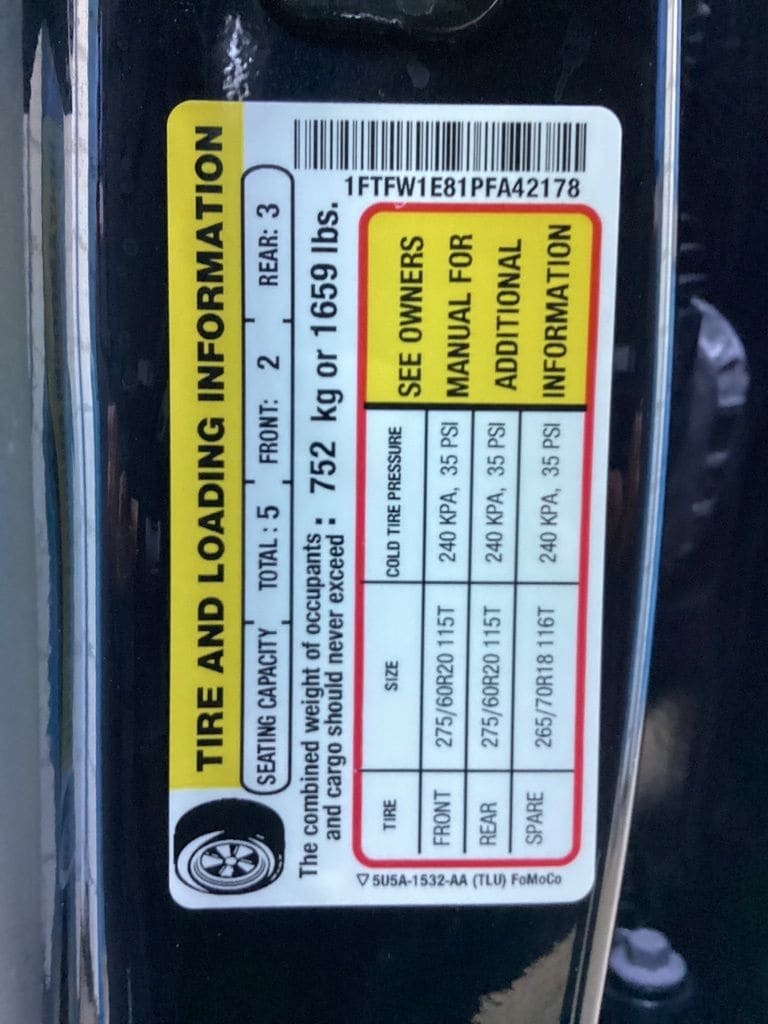 TIRE AND LOADING INFORMATION
SEATING CAPACITY TOTAL : 5 FRONT: 2 REAR: 3
The combined weight of occupants and cargo should never exceed : 752 kg or 1659 lbs.
1FTFW1E81PFA42178
TIRE SIZE COLD TIRE PRESSURE
FRONT 275/60R20 115T 240 KPA, 35 PSI
REAR 275/60R20 115T 240 KPA, 35 PSI
SPARE 265/70R18 116T 240 KPA, 35 PSI
SEE OWNERS
MANUAL FOR
ADDITIONAL
INFORMATION
5U5A-1532-AA (TLU) FoMoCo